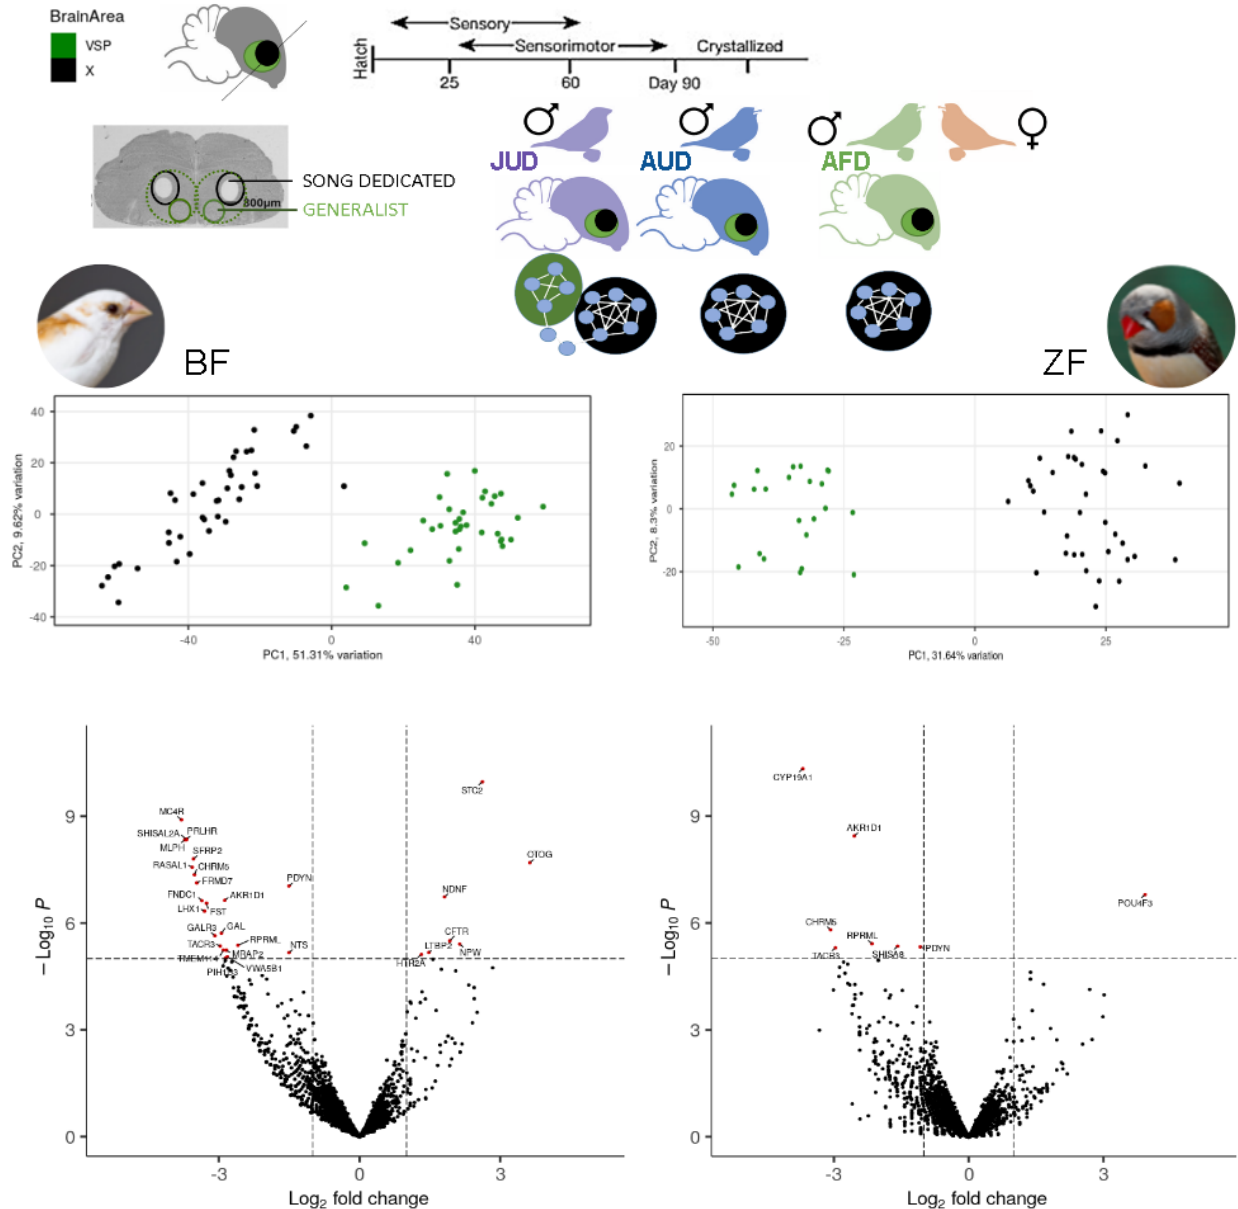 BrainArea
VSP
X
Sensory
Sensorimotor
Crystallized
Hatch
25
60
Day 90
♂
♂
♂
♀
JUD
AUD
AFD
SONG DEDICATED
800µm
GENERALIST
BF
ZF
PC2, 9.62% variation
40
20
0
-20
-40
-40
0
40
PC1, 51.31% variation
PC2, 8.3% variation
20
0
-20
-50
-25
0
25
PC1, 31.64% variation
− Log10 P
9
6
3
0
STC2
MC4R
SHISAL2A
PRLHR
MLPH
SFRP2
RASAL1
CHRM5
FRMD7
PDYN
OTOG
NDNF
FNDC1
AKR1D1
LHX1
FST
GALR3
GAL
TACR3
RPRML
NTS
CFTR
LTBP2
NPW
TMEM114
MRAP2
HTR2A
VWA5B1
-3
0
3
Log2 fold change
− Log10 P
9
6
3
0
CYP19A1
AKR1D1
POU4F3
CHRM5
RPRML
PDYN
TACR3
-3
0
3
Log2 fold change